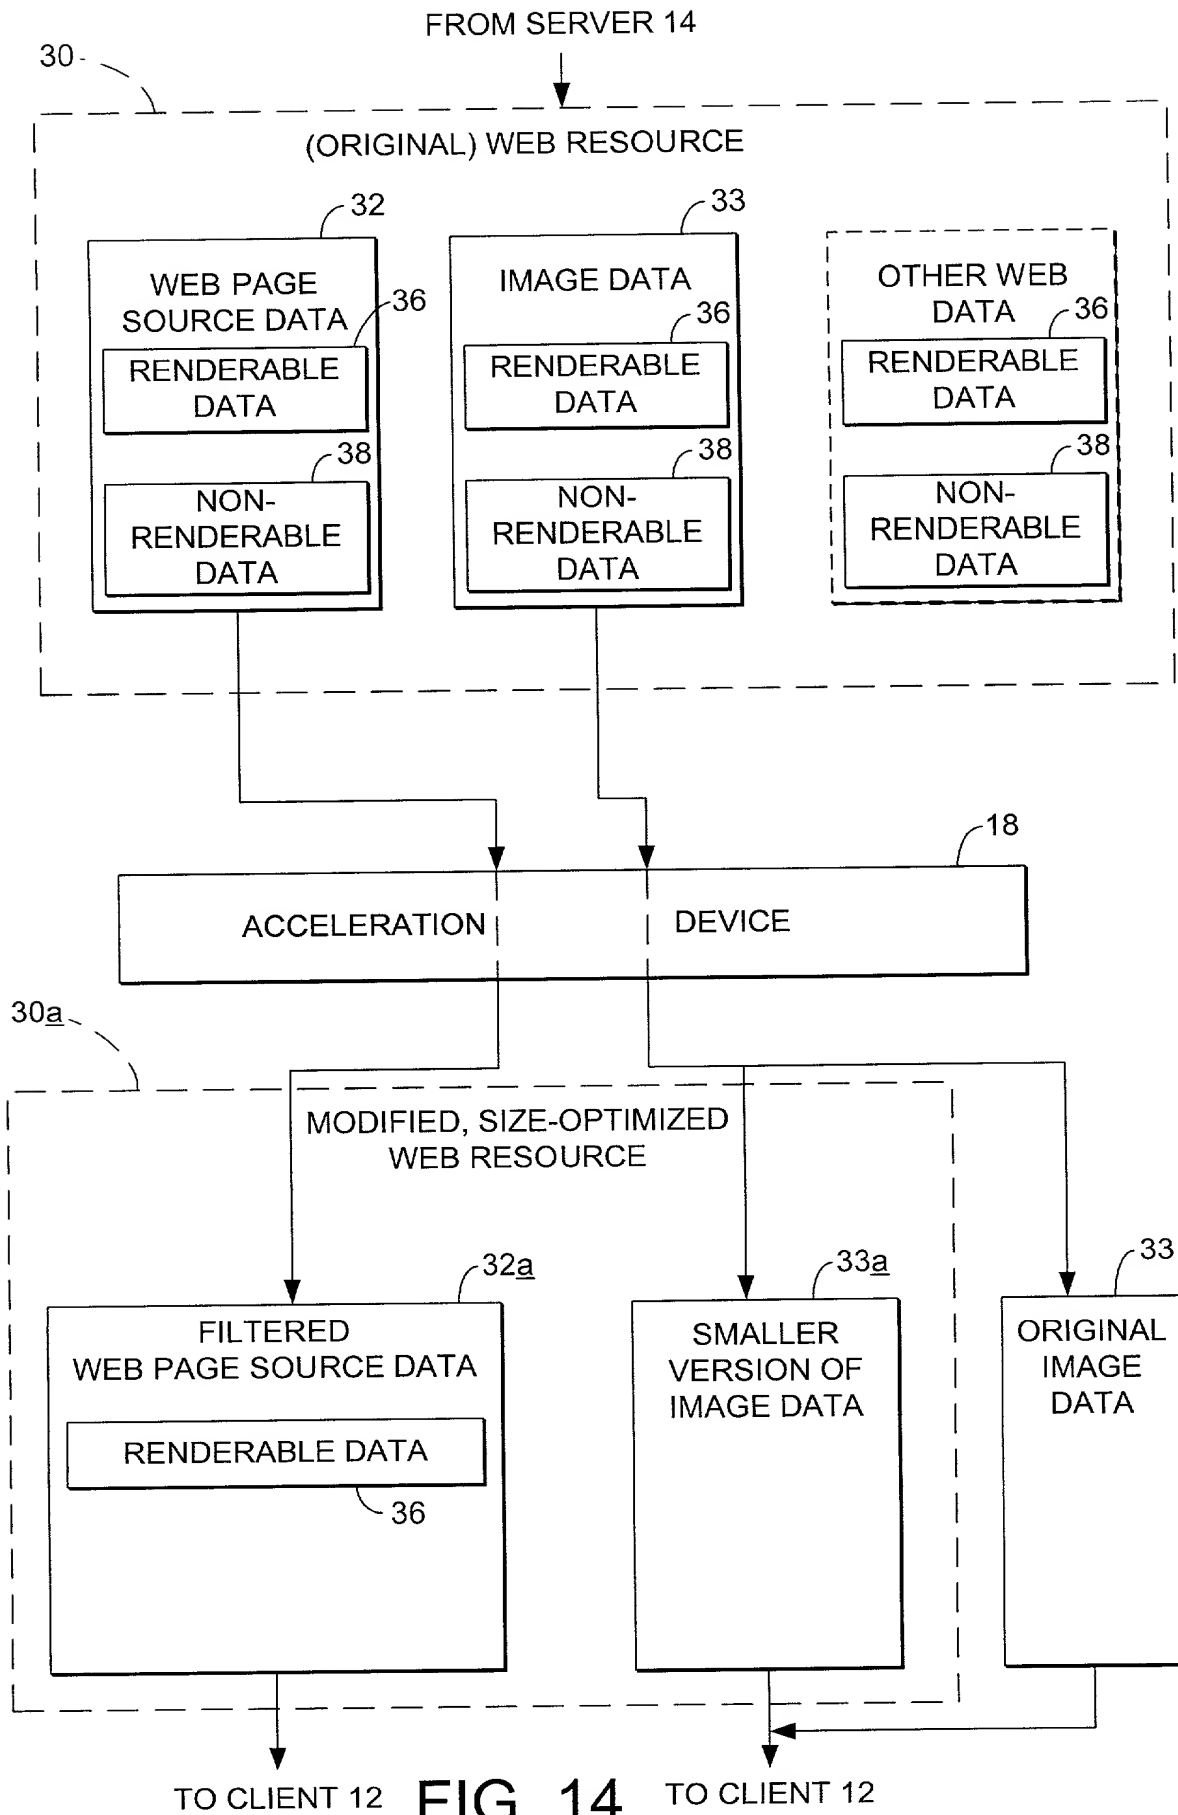 FROM SERVER 14
30
(ORIGINAL) WEB RESOURCE
32
WEB PAGE
SOURCE DATA
36
RENDERABLE
DATA
38
NON-
RENDERABLE
DATA
33
IMAGE DATA
36
RENDERABLE
DATA
38
NON-
RENDERABLE
DATA
OTHER WEB
DATA
36
RENDERABLE
DATA
38
NON-
RENDERABLE
DATA
18
ACCELERATION DEVICE
30a
MODIFIED, SIZE-OPTIMIZED
WEB RESOURCE
32a
FILTERED
WEB PAGE SOURCE DATA
RENDERABLE DATA
36
33a
SMALLER
VERSION OF
IMAGE DATA
33
ORIGINAL
IMAGE
DATA
TO CLIENT 12
FIG. 14
TO CLIENT 12